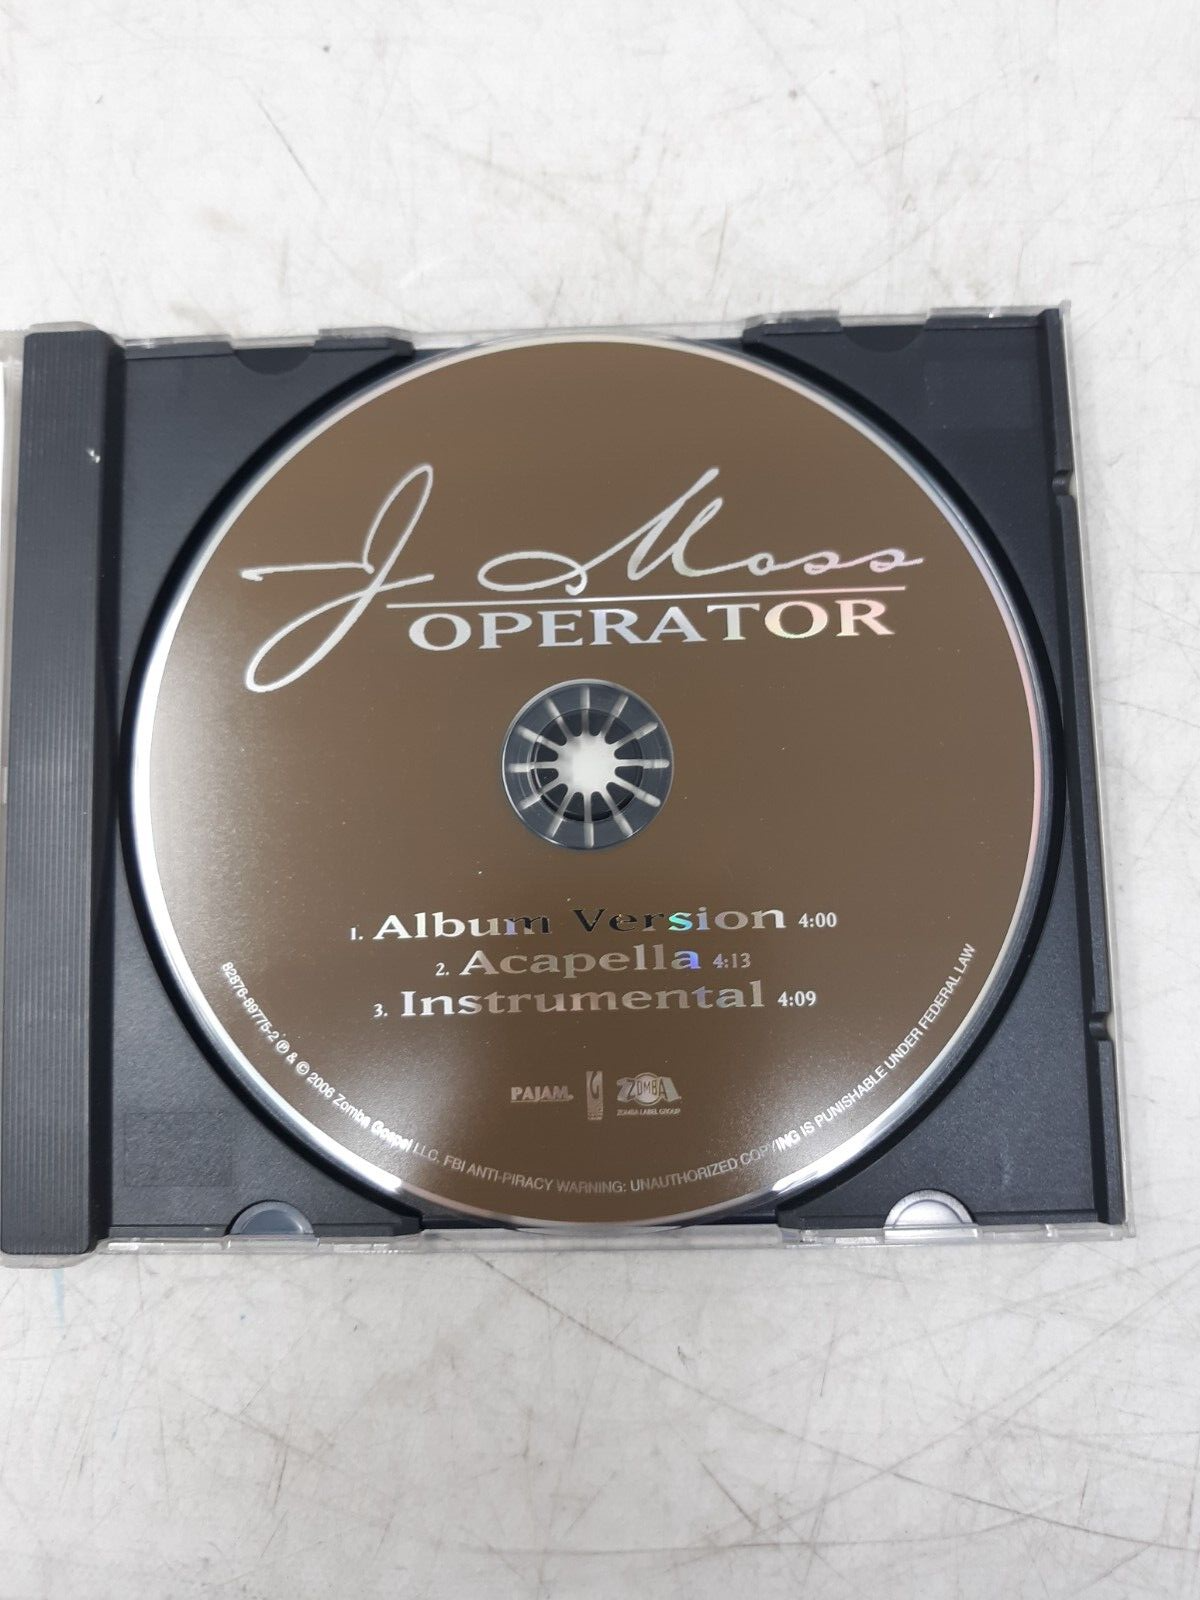 J Moss
OPERATOR
1. Album Version 4:00
2. Acapella 4:13
3. Instrumental 4:09
PAJAM.
G
ZOMBA
ZOMBA LABEL GROUP
82876-89775-2 ℗ & © 2006 Zomba Gospel LLC. FBI ANTI-PIRACY WARNING: UNAUTHORIZED COPYING IS PUNISHABLE UNDER FEDERAL LAW